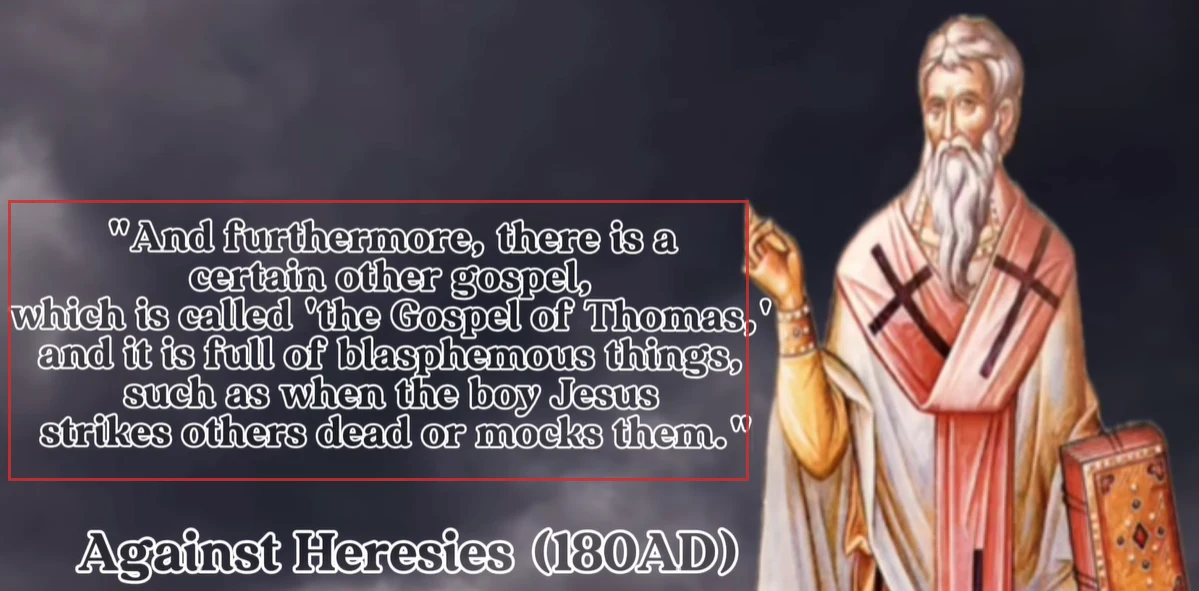 "And furthermore, there is a
certain other gospel,
which is called 'the Gospel of Thomas,'
and it is full of blasphemous things,
such as when the boy Jesus
strikes others dead or mocks them."
Against Heresies (180AD)